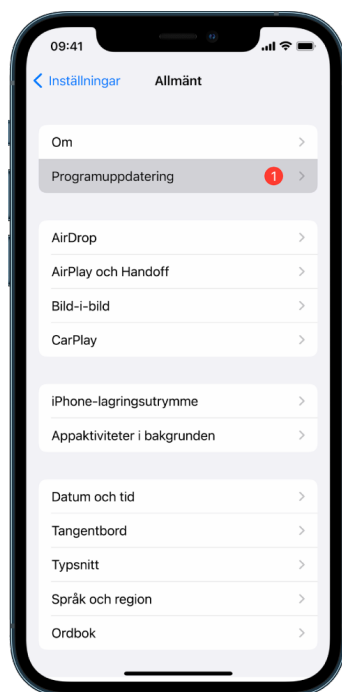 09:41
Inställningar Allmänt
Om
Programuppdatering 1
AirDrop
AirPlay och Handoff
Bild-i-bild
CarPlay
iPhone-lagringsutrymme
Appaktiviteter i bakgrunden
Datum och tid
Tangentbord
Typsnitt
Språk och region
Ordbok